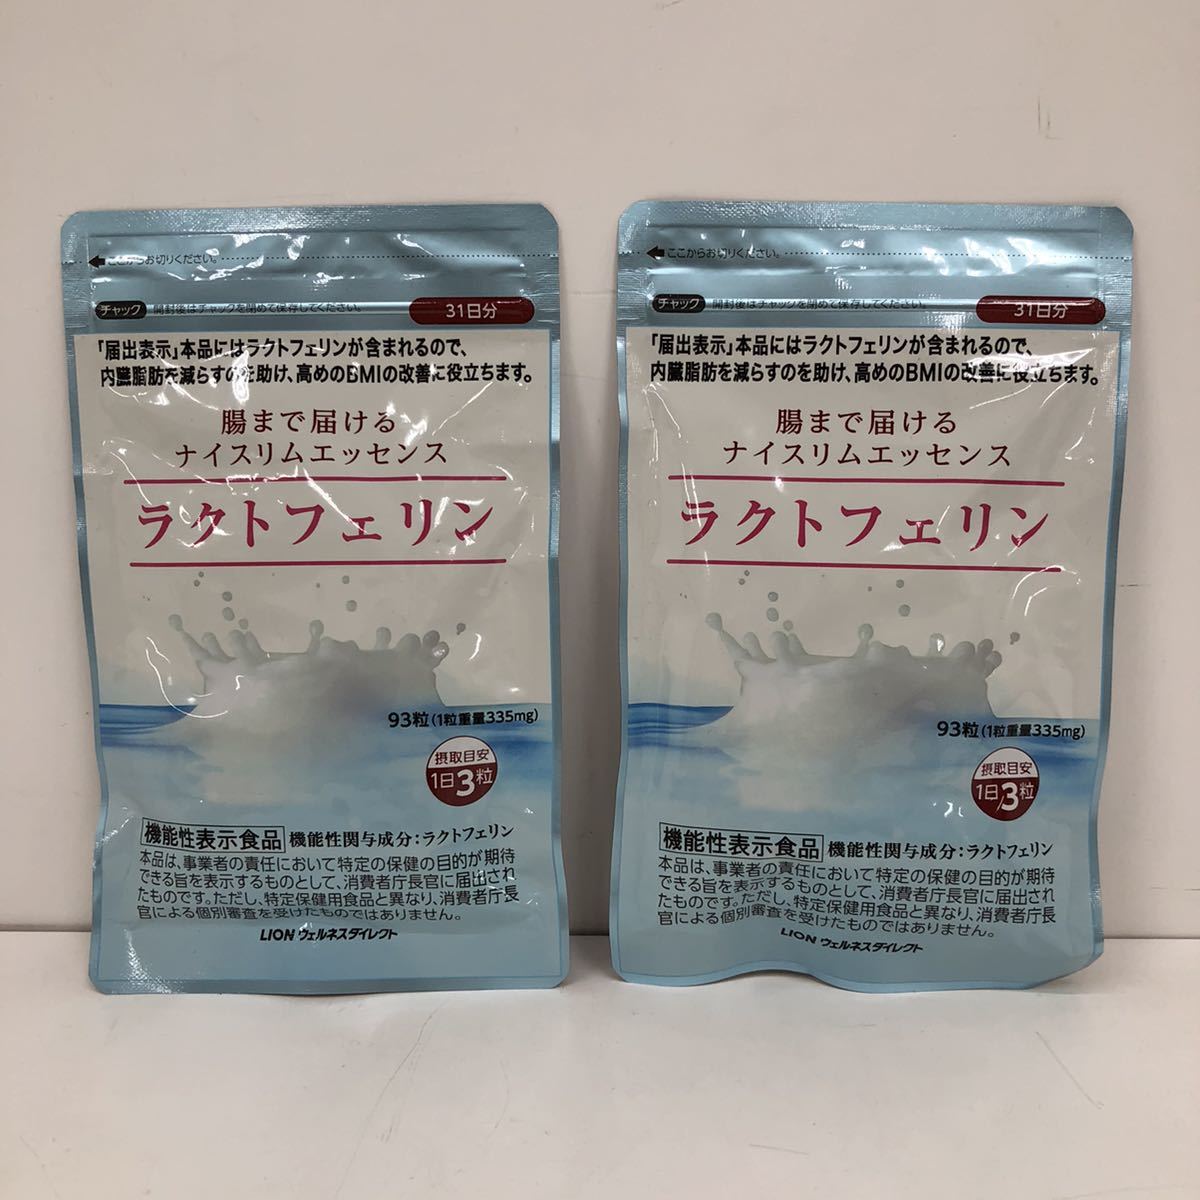 ここからお切りください。
チャック 開封後はチャックを閉めて保存してください。 31日分
「届出表示」本品にはラクトフェリンが含まれるので、
内臓脂肪を減らすのを助け、高めのBMIの改善に役立ちます。
腸まで届ける
ナイスリムエッセンス
ラクトフェリン
93粒(1粒重量335mg)
摂取目安
1日3粒
機能性表示食品 機能性関与成分:ラクトフェリン
本品は、事業者の責任において特定の保健の目的が期待
できる旨を表示するものとして、消費者庁長官に届出され
たものです。ただし、特定保健用食品と異なり、消費者庁長
官による個別審査を受けたものではありません。
LION ウェルネスダイレクト
ここからお切りください。
チャック 開封後はチャックを閉めて保存してください。 31日分
「届出表示」本品にはラクトフェリンが含まれるので、
内臓脂肪を減らすのを助け、高めのBMIの改善に役立ちます。
腸まで届ける
ナイスリムエッセンス
ラクトフェリン
93粒(1粒重量335mg)
摂取目安
1日3粒
機能性表示食品 機能性関与成分:ラクトフェリン
本品は、事業者の責任において特定の保健の目的が期待
できる旨を表示するものとして、消費者庁長官に届出され
たものです。ただし、特定保健用食品と異なり、消費者庁長
官による個別審査を受けたものではありません。
LION ウェルネスダイレクト